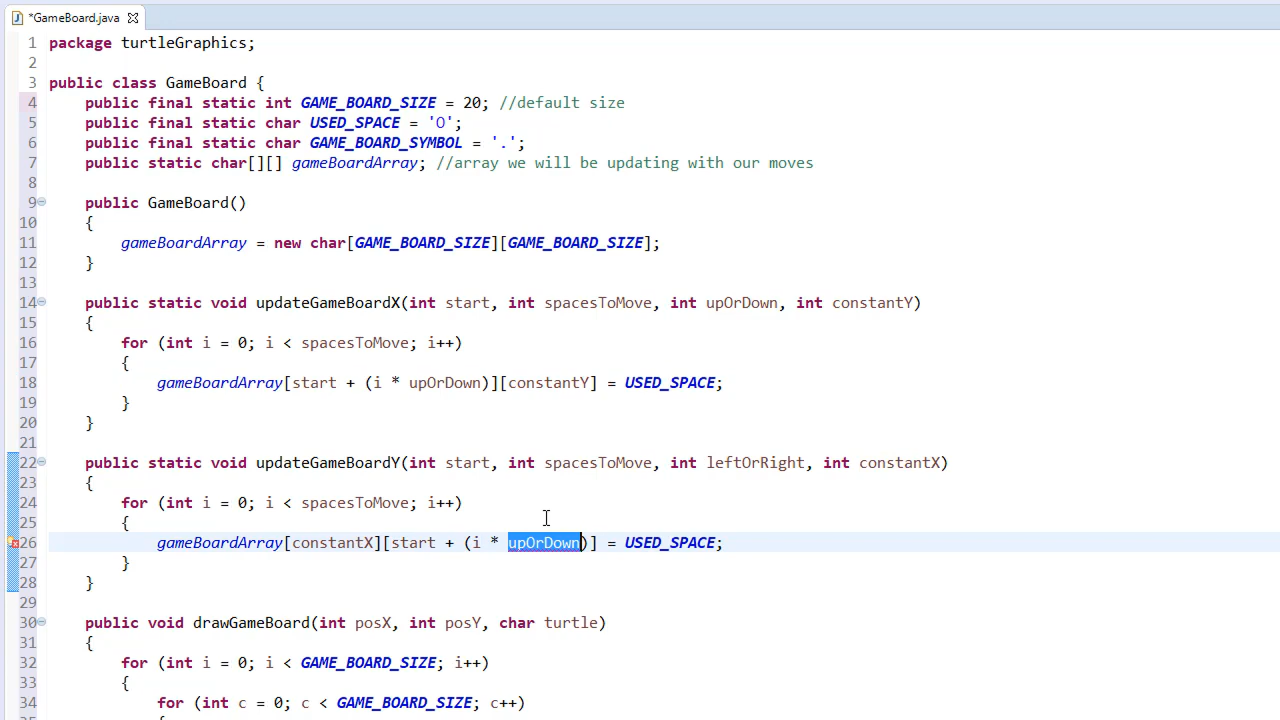 *GameBoard.java
1 package turtleGraphics;
2
3 public class GameBoard {
4 public final static int GAME_BOARD_SIZE = 20; //default size
5 public final static char USED_SPACE = 'O';
6 public final static char GAME_BOARD_SYMBOL = '.';
7 public static char[][] gameBoardArray; //array we will be updating with our moves
8
9 public GameBoard()
10 {
11 gameBoardArray = new char[GAME_BOARD_SIZE][GAME_BOARD_SIZE];
12 }
13
14 public static void updateGameBoardX(int start, int spacesToMove, int upOrDown, int constantY)
15 {
16 for (int i = 0; i < spacesToMove; i++)
17 {
18 gameBoardArray[start + (i * upOrDown)][constantY] = USED_SPACE;
19 }
20 }
21
22 public static void updateGameBoardY(int start, int spacesToMove, int leftOrRight, int constantX)
23 {
24 for (int i = 0; i < spacesToMove; i++)
25 {
26 gameBoardArray[constantX][start + (i * upOrDown)] = USED_SPACE;
27 }
28 }
29
30 public void drawGameBoard(int posX, int posY, char turtle)
31 {
32 for (int i = 0; i < GAME_BOARD_SIZE; i++)
33 {
34 for (int c = 0; c < GAME_BOARD_SIZE; c++)